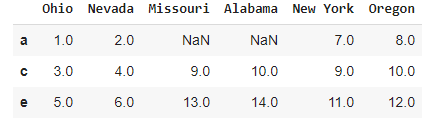 Ohio Nevada Missouri Alabama New York Oregon
a 1.0 2.0 NaN NaN 7.0 8.0
c 3.0 4.0 9.0 10.0 9.0 10.0
e 5.0 6.0 13.0 14.0 11.0 12.0